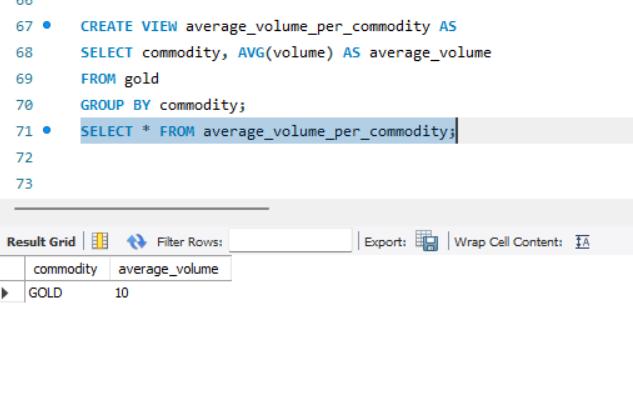 66
67 CREATE VIEW average_volume_per_commodity AS
68 SELECT commodity, AVG(volume) AS average_volume
69 FROM gold
70 GROUP BY commodity;
71 SELECT * FROM average_volume_per_commodity;
72
73
Result Grid Filter Rows: Export: Wrap Cell Content: IA
commodity average_volume
GOLD 10